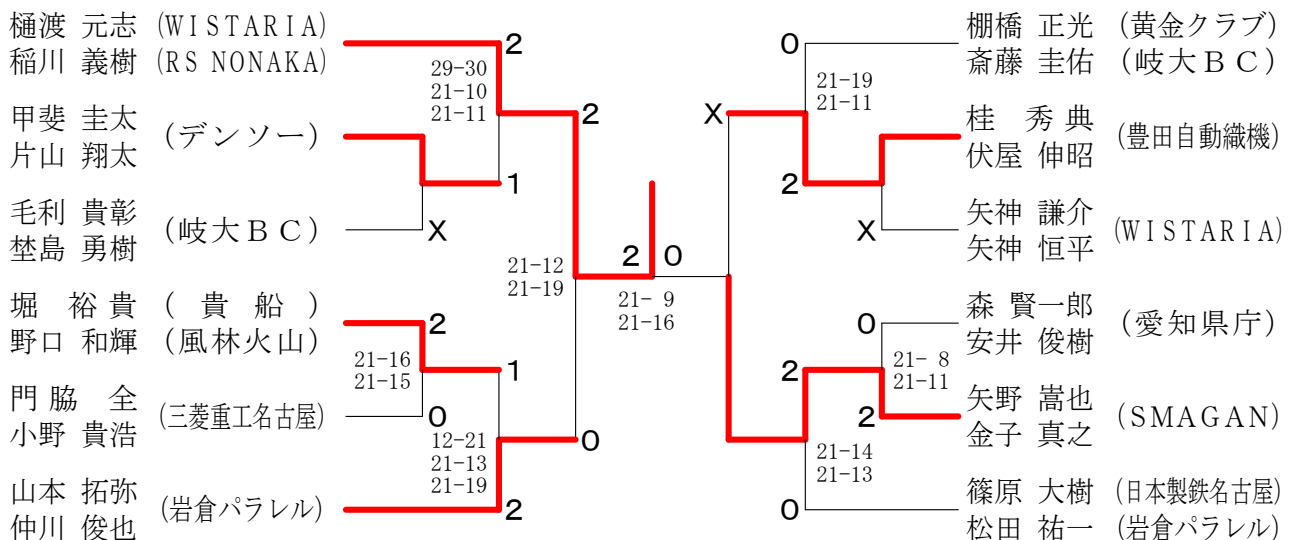 樋渡 元志 (WISTARIA)
稲川 義樹 (RS NONAKA)
甲斐 圭太
片山 翔太
(デンソー)
毛利 貴彰
埜島 勇樹
(岐大ＢＣ)
堀 裕貴 (貴船)
野口 和輝 (風林火山)
門脇 全
小野 貴浩
(三菱重工名古屋)
山本 拓弥
仲川 俊也
(岩倉パラレル)
2
29-30
21-10
21-11
1
X
2
2
21-16
21-15
0
1
12-21
21-13
21-19
2
0
21-12
21-19
2 0
21- 9
21-16
棚橋 正光 (黄金クラブ)
斎藤 圭佑 (岐大ＢＣ)
桂 秀典
伏屋 伸昭
(豊田自動織機)
矢神 謙介
矢神 恒平
(WISTARIA)
森 賢一郎
安井 俊樹
(愛知県庁)
矢野 嵩也
金子 真之
(SMAGAN)
篠原 大樹 (日本製鉄名古屋)
松田 祐一 (岩倉パラレル)
0
21-19
21-11
X
2
X
0
21- 8
21-11
2
2
21-14
21-13
0